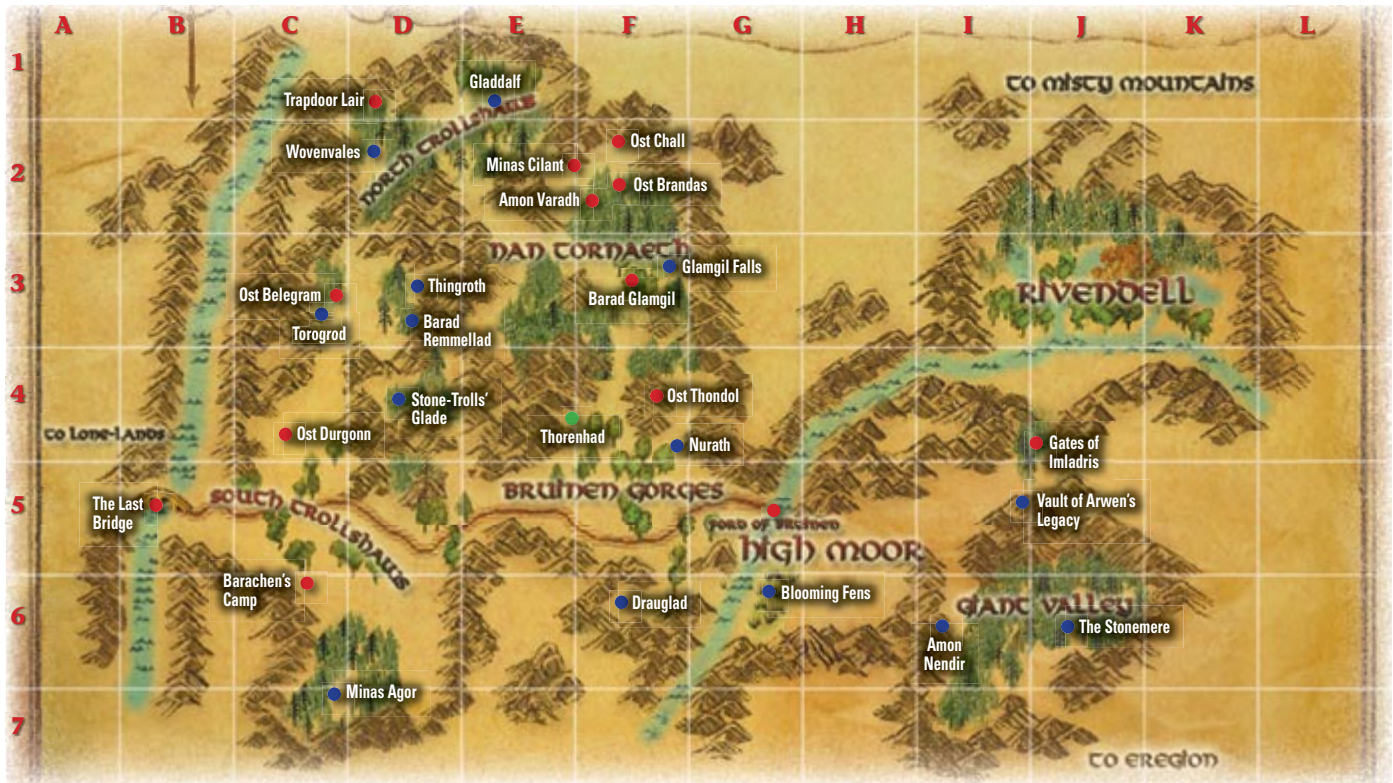 A B C D E F G H I J K L
1
TO MISTY MOUNTAINS
Gladdalf
Trapdoor Lair
NORTH TROLLSHAWS
2
Ost Chall
Wovenvales
Minas Cilant
Ost Brandas
Amon Varadh
NAN TORNAETH
3
Glamgil Falls
Thingroth
Ost Belegram
Barad Glamgil
RIVENDELL
Torogrod
Barad
Remmellad
4
Stone-Trolls'
Glade
Ost Thondol
TO LONE-LANDS
Ost Durgonn
Thorenhad
Nurath
Gates of
Imladris
5
The Last
Bridge
SOUTH TROLLSHAWS
BRUINEN GORGES
FORD OF BRUINEN
HIGH MOOR
Vault of Arwen's
Legacy
6
Barachen's
Camp
Drauglad
Blooming Fens
GIANT VALLEY
Amon
Nendir
The Stonemere
7
Minas Agor
TO EREGION